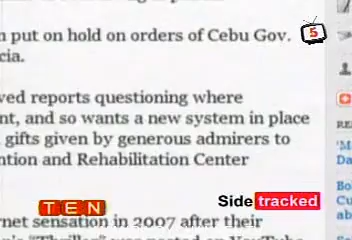 put on hold on orders of Cebu Gov.
5
cia.
ved reports questioning where
nt, and so wants a new system in place
gifts given by generous admirers to
ntion and Rehabilitation Center
TEN
Side tracked
rnet sensation in 2007 after their